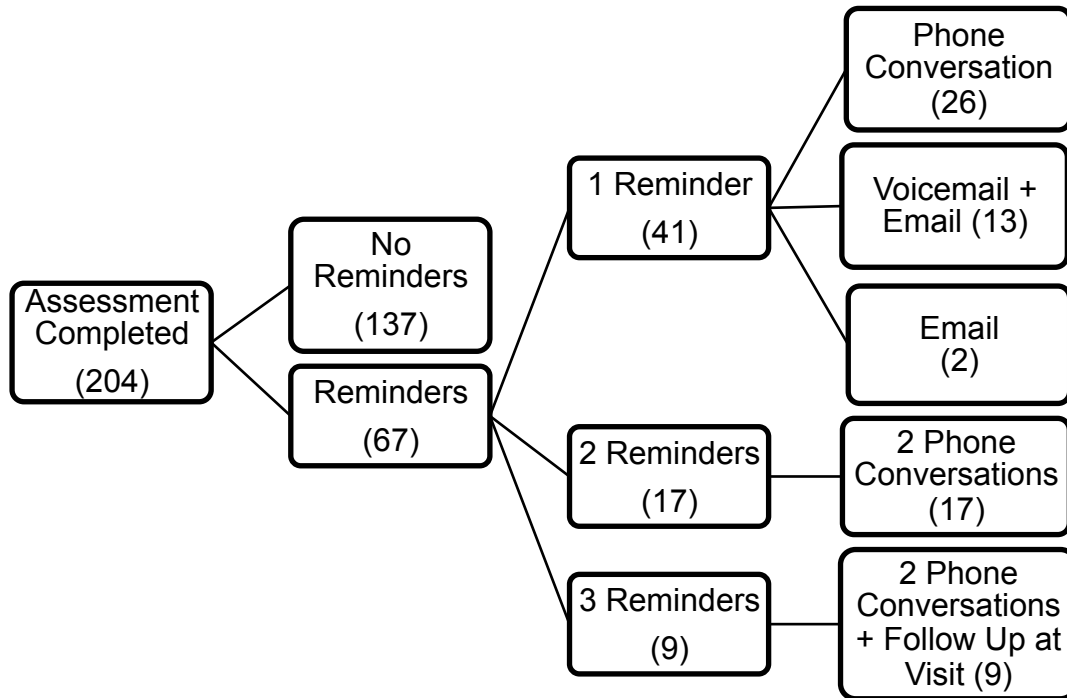 Assessment
Completed
(204)
No
Reminders
(137)
Reminders
(67)
1 Reminder
(41)
2 Reminders
(17)
3 Reminders
(9)
Phone
Conversation
(26)
Voicemail +
Email (13)
Email
(2)
2 Phone
Conversations
(17)
2 Phone
Conversations
+ Follow Up at
Visit (9)